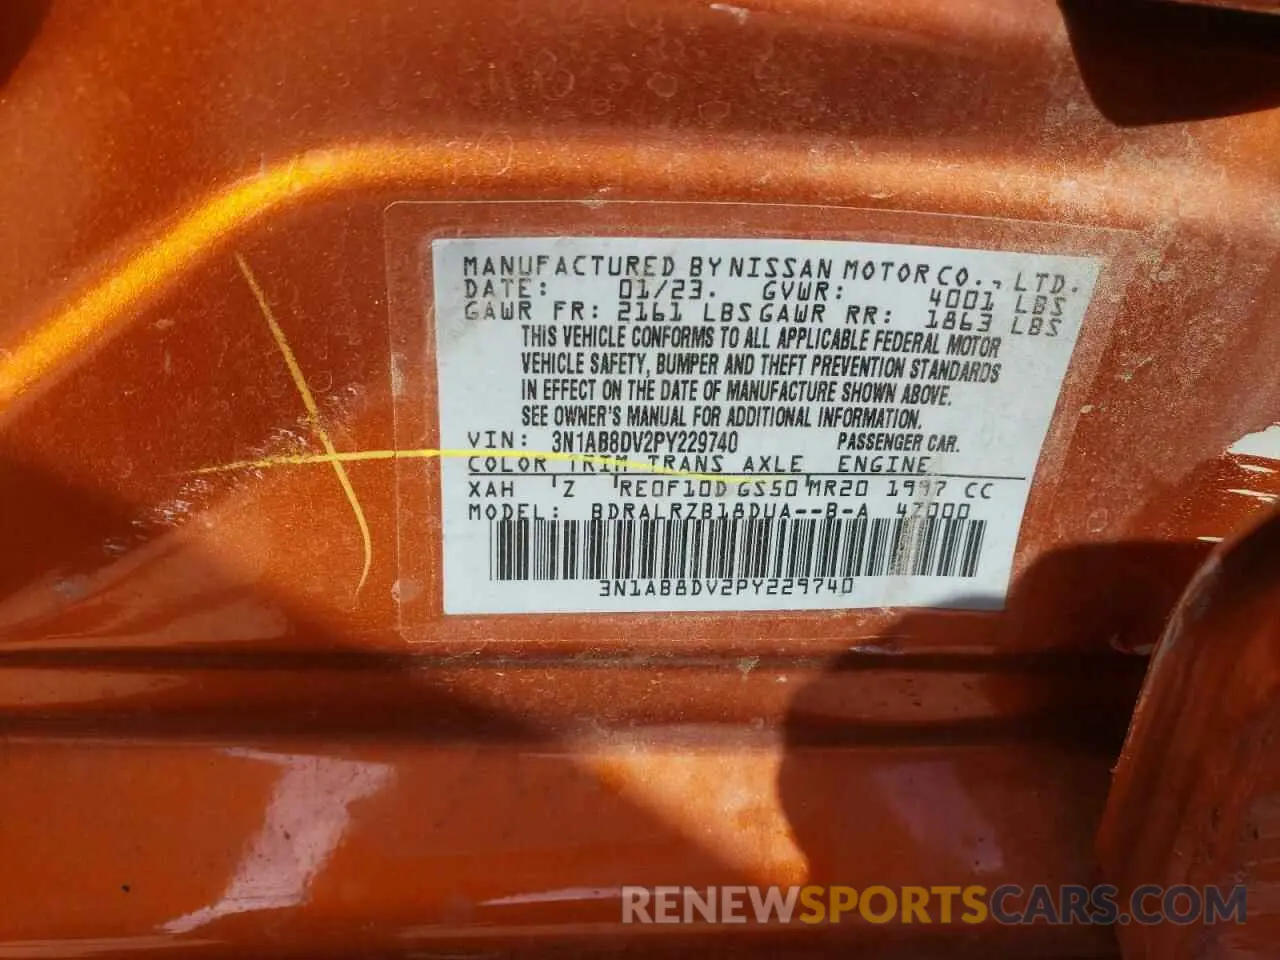 MANUFACTURED BY NISSAN MOTOR CO., LTD.
DATE: 01/23. GVWR: 4001 LBS
GAWR FR: 2161 LBS GAWR RR: 1863 LBS
THIS VEHICLE CONFORMS TO ALL APPLICABLE FEDERAL MOTOR
VEHICLE SAFETY, BUMPER AND THEFT PREVENTION STANDARDS
IN EFFECT ON THE DATE OF MANUFACTURE SHOWN ABOVE.
SEE OWNER'S MANUAL FOR ADDITIONAL INFORMATION.
VIN: 3N1AB8DV2PY229740 PASSENGER CAR.
COLOR TRIM TRANS AXLE ENGINE
XAH Z RE0F10D GS50 MR20 1997 CC
MODEL: BDRALRZB18DUA--B-A 47000
3N1AB8DV2PY229740
RENEWSPORTSCARS.COM